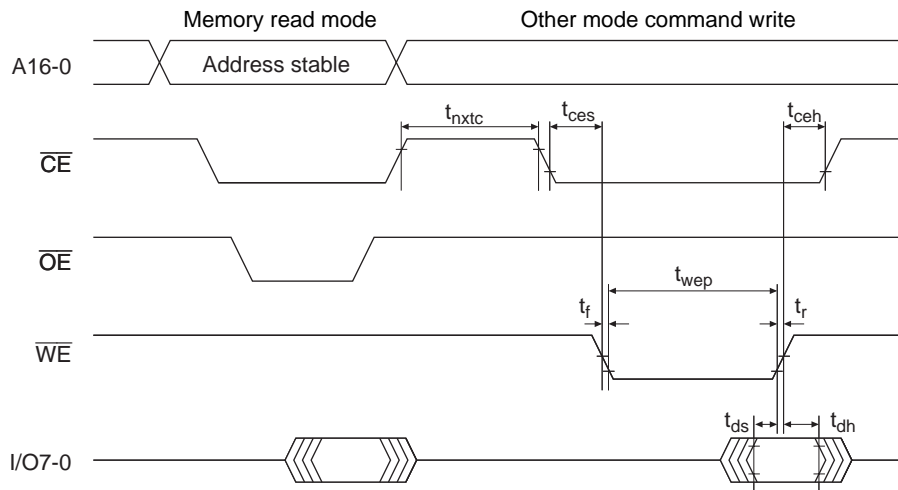 Memory read mode Other mode command write
A16-0 Address stable
tnxtc tces tceh
CE
OE
twep
tf tr
WE
tds tdh
I/O7-0